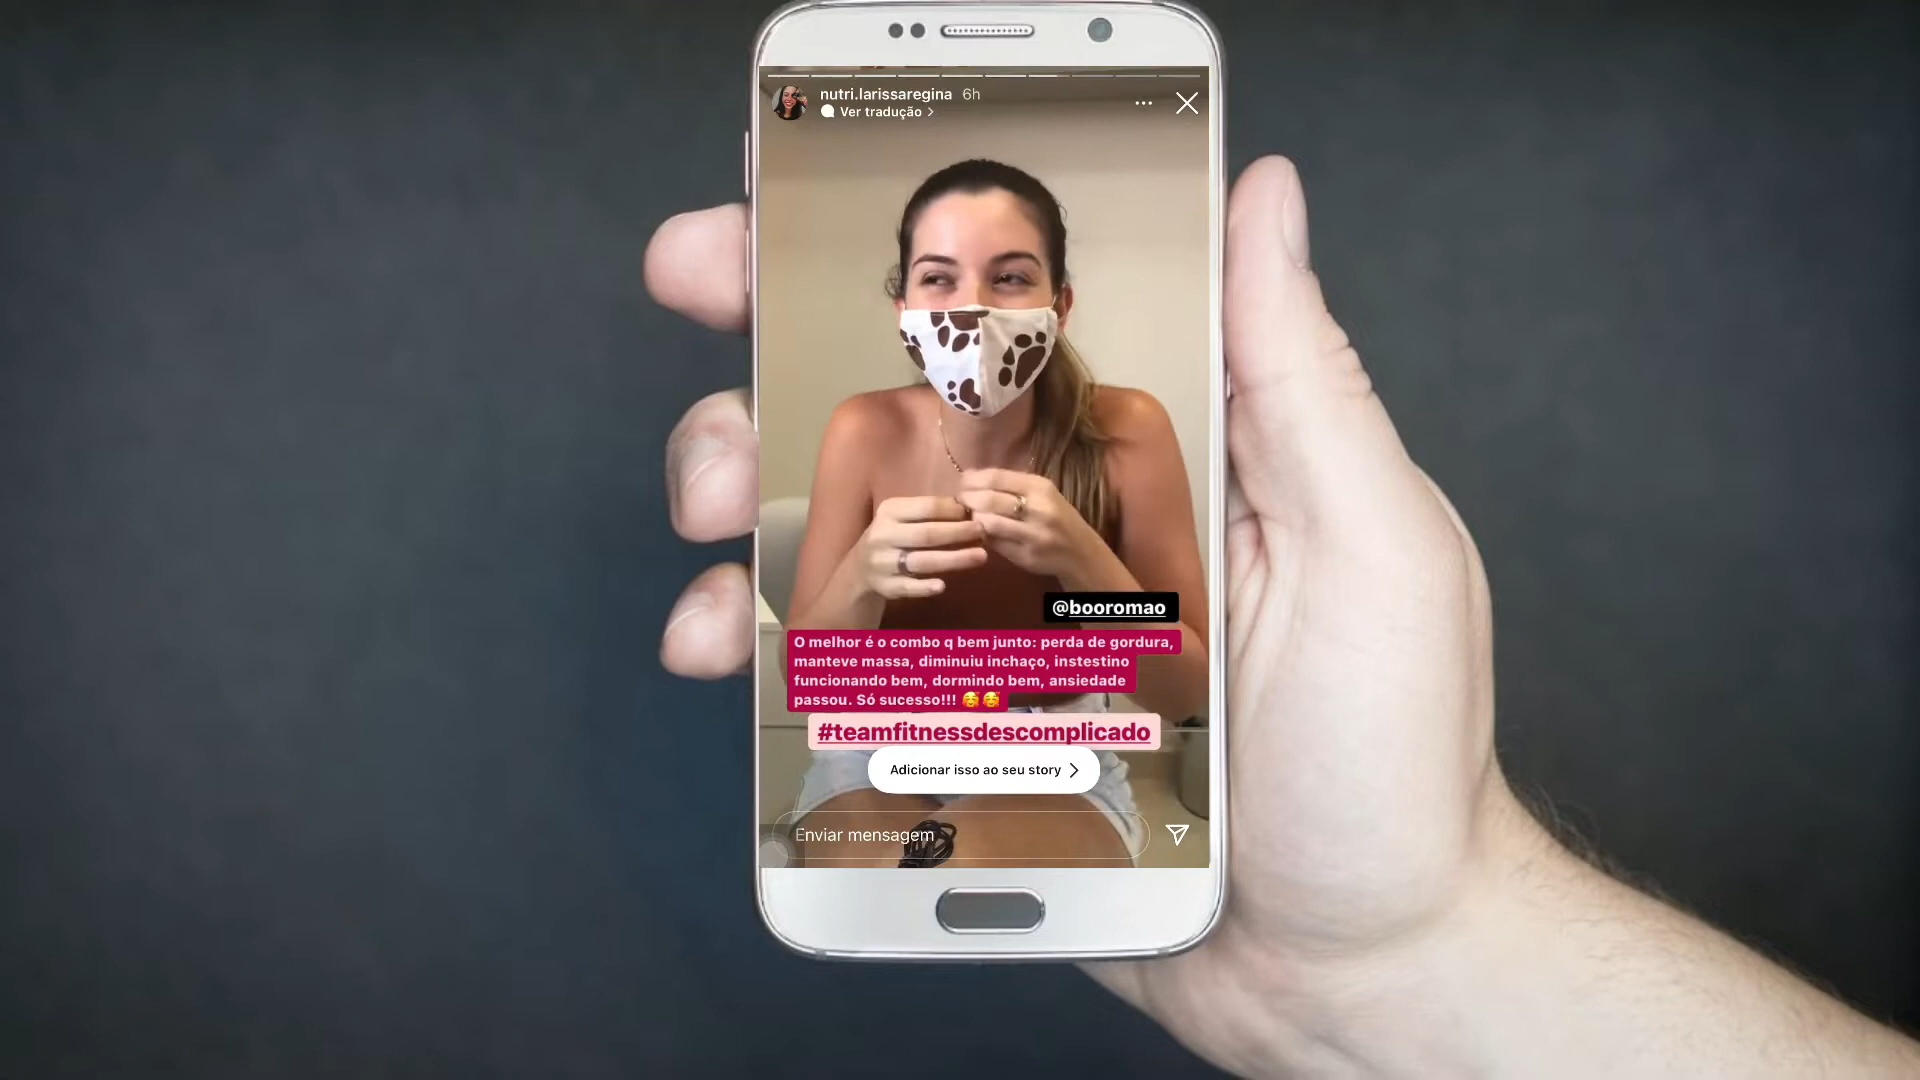 nutri.larissaregina 6h
Ver tradução >
@booromao
O melhor é o combo q bem junto: perda de gordura,
manteve massa, diminuiu inchaço, instestino
funcionando bem, dormindo bem, ansiedade
passou. Só sucesso!!! 🥰🥰
#teamfitnessdescomplicado
Adicionar isso ao seu story >
Enviar mensagem